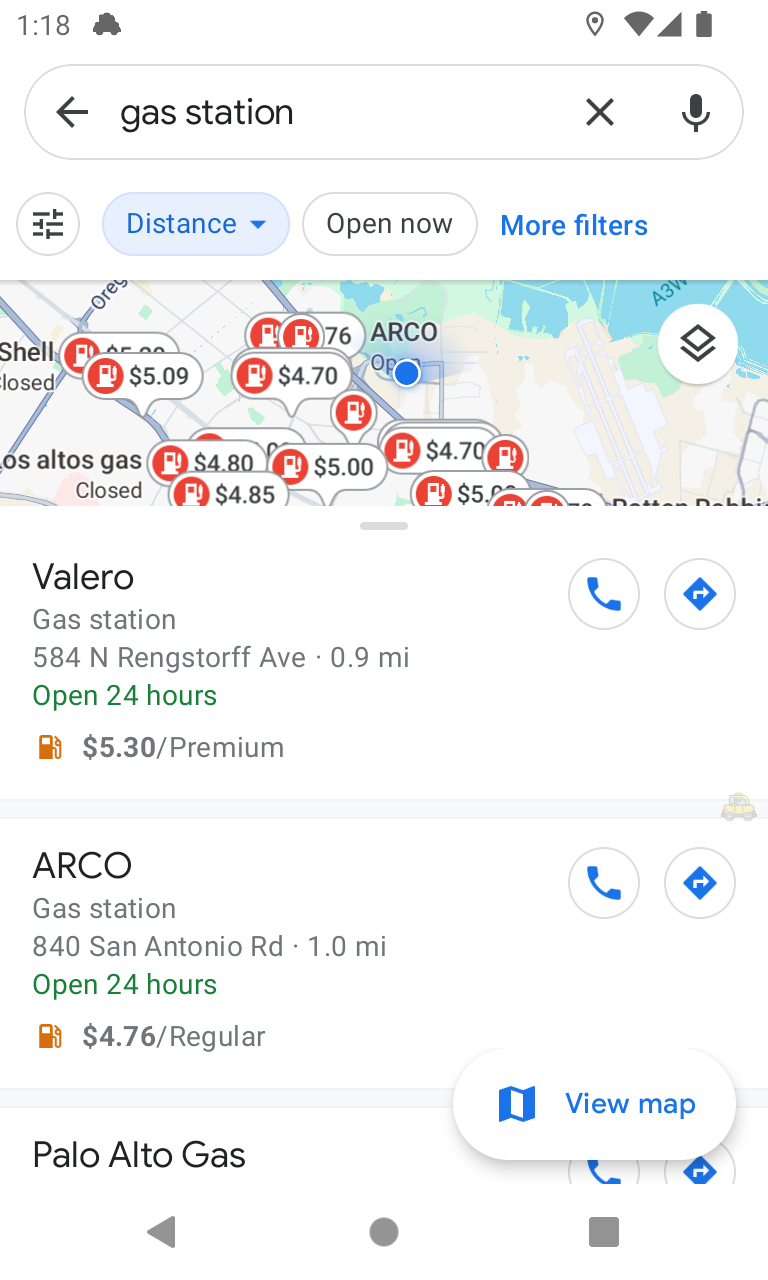 1:18
gas station
Distance
Open now
More filters
Shell
$5.09
76
ARCO
Open
$4.70
Closed
os altos gas
$4.80
$5.00
$4.70
Closed
$4.85
Valero
Gas station
584 N Rengstorff Ave · 0.9 mi
Open 24 hours
$5.30/Premium
ARCO
Gas station
840 San Antonio Rd · 1.0 mi
Open 24 hours
$4.76/Regular
View map
Palo Alto Gas